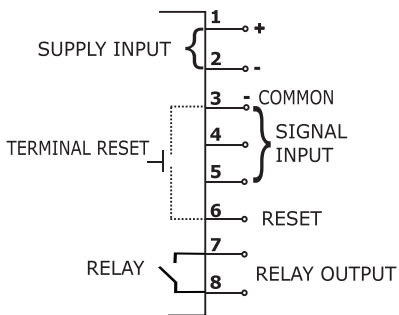 1 +
SUPPLY INPUT
2 -
3 - COMMON
4 SIGNAL
INPUT
TERMINAL RESET
5
6 RESET
7
RELAY RELAY OUTPUT
8